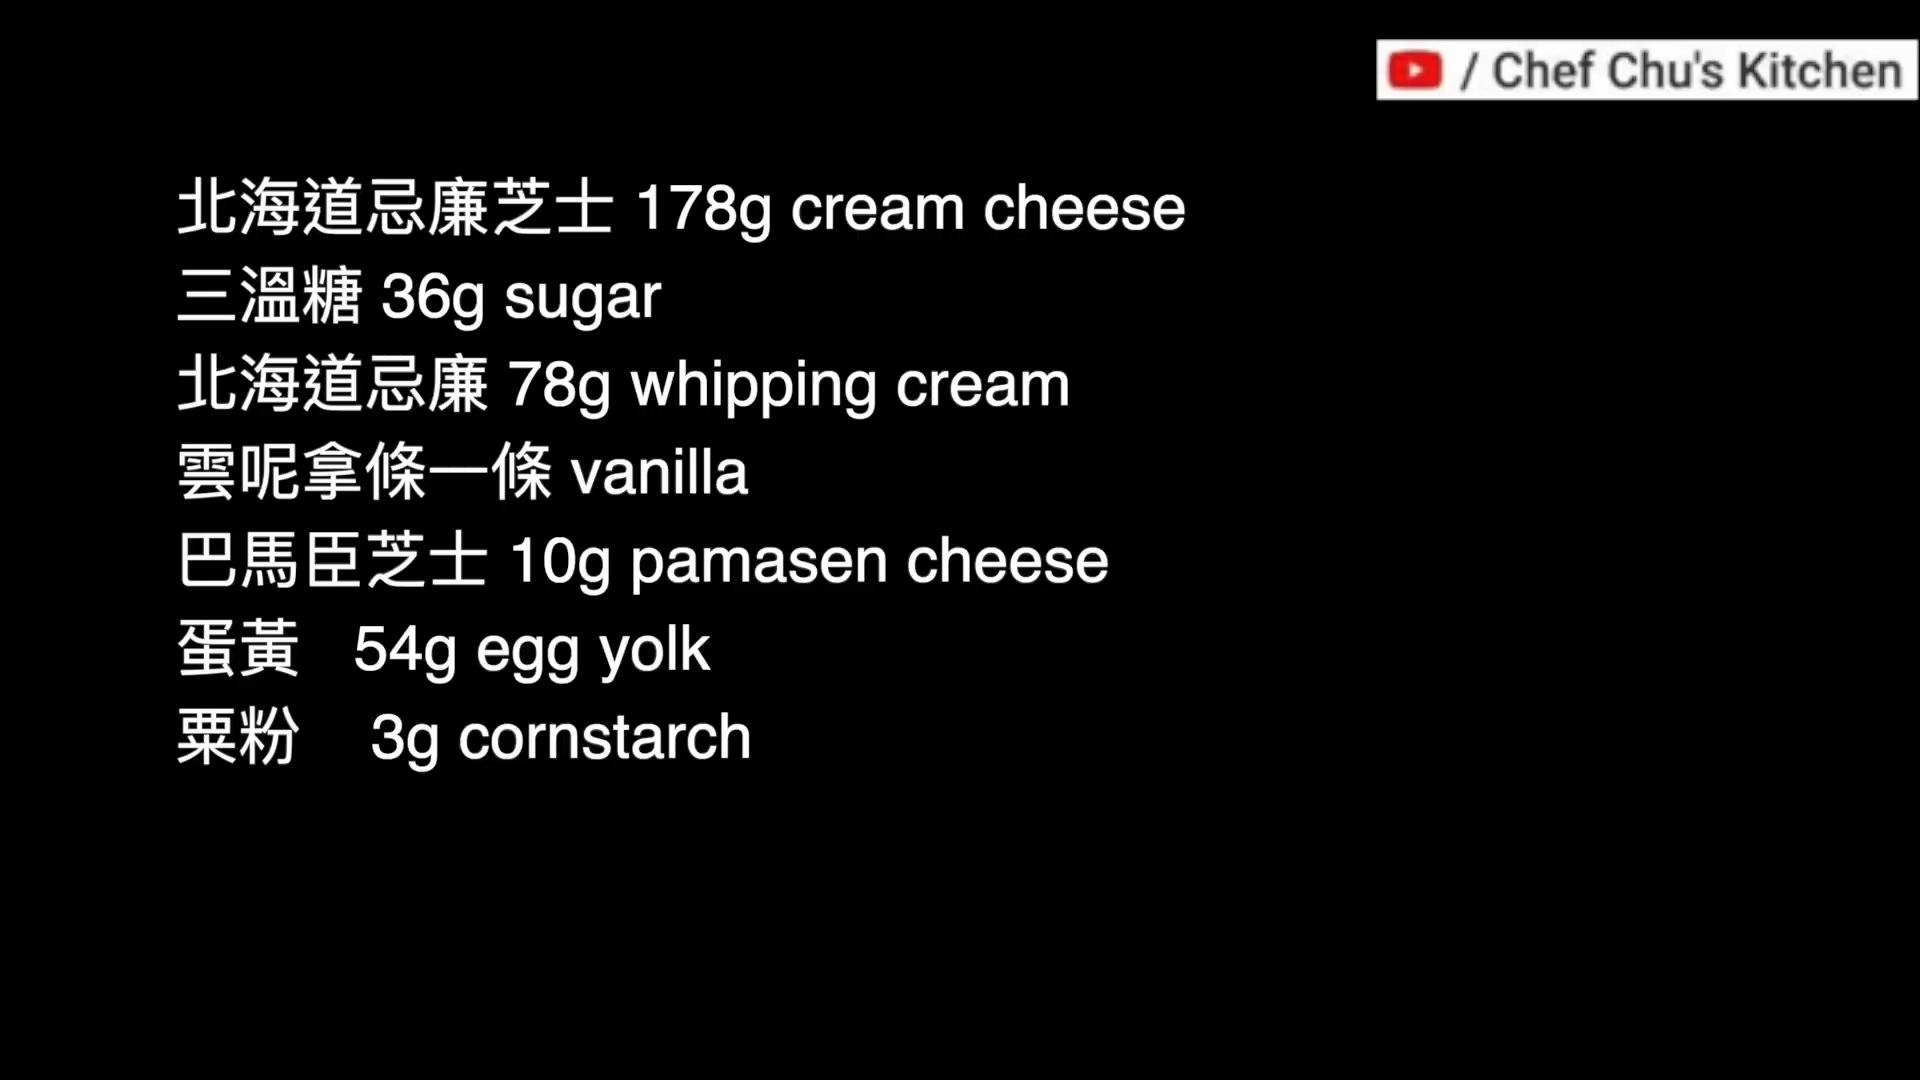 / Chef Chu's Kitchen
北海道忌廉芝士 178g cream cheese
三溫糖 36g sugar
北海道忌廉 78g whipping cream
雲呢拿條一條 vanilla
巴馬臣芝士 10g pamasen cheese
蛋黃 54g egg yolk
粟粉 3g cornstarch